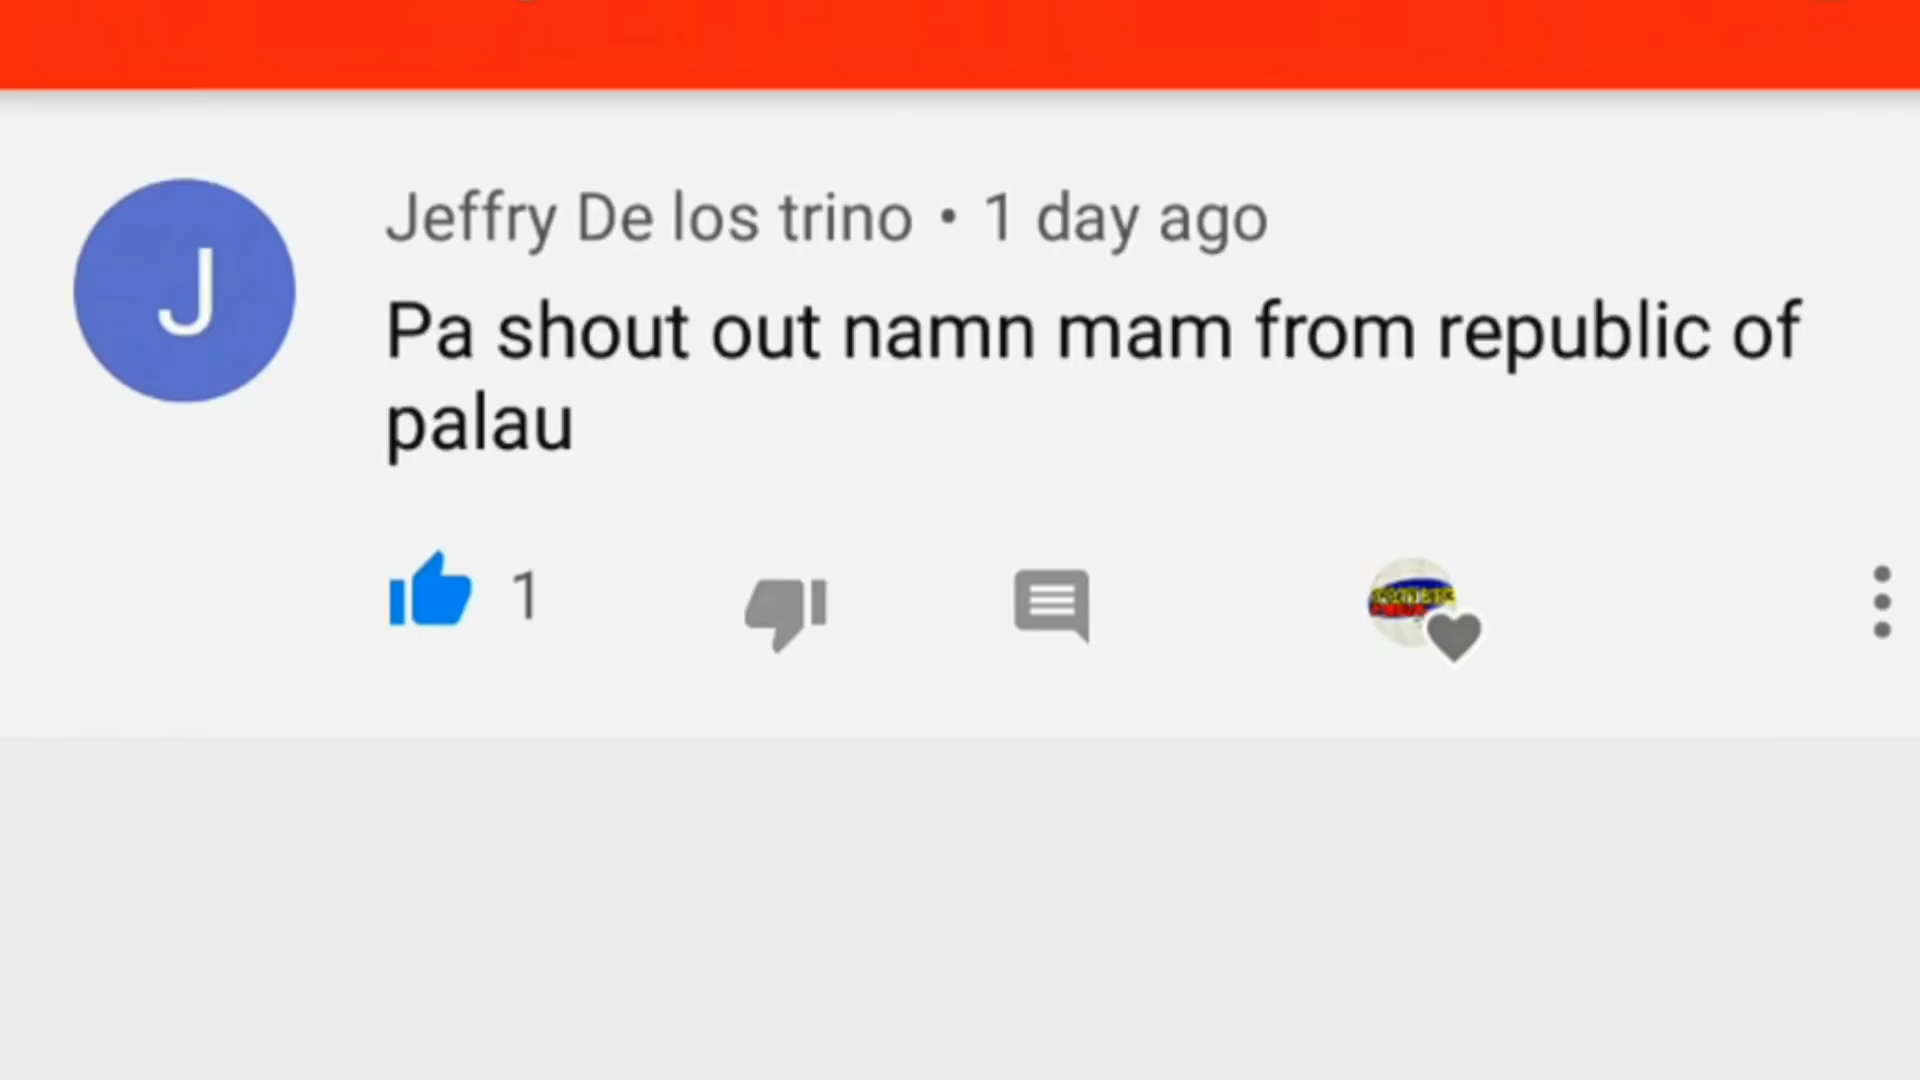 J
Jeffry De los trino • 1 day ago
Pa shout out namn mam from republic of
palau
1